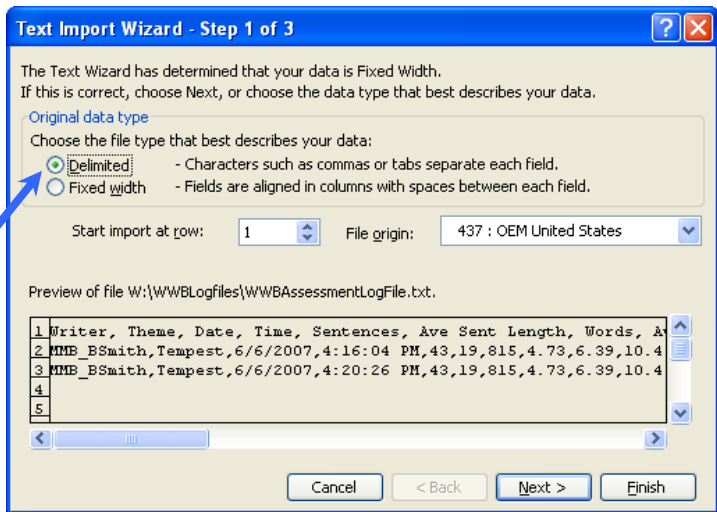 Text Import Wizard - Step 1 of 3
The Text Wizard has determined that your data is Fixed Width.
If this is correct, choose Next, or choose the data type that best describes your data.
Original data type
Choose the file type that best describes your data:
Delimited - Characters such as commas or tabs separate each field.
Fixed width - Fields are aligned in columns with spaces between each field.
Start import at row: 1 File origin: 437 : OEM United States
Preview of file W:\WWBLogfiles\WWBAssessmentLogFile.txt.
1 Writer, Theme, Date, Time, Sentences, Ave Sent Length, Words, A
2 MMB_BSmith,Tempest,6/6/2007,4:16:04 PM,43,19,815,4.73,6.39,10.4
3 MMB_BSmith,Tempest,6/6/2007,4:20:26 PM,43,19,815,4.73,6.39,10.4
4
5
Cancel < Back Next > Finish